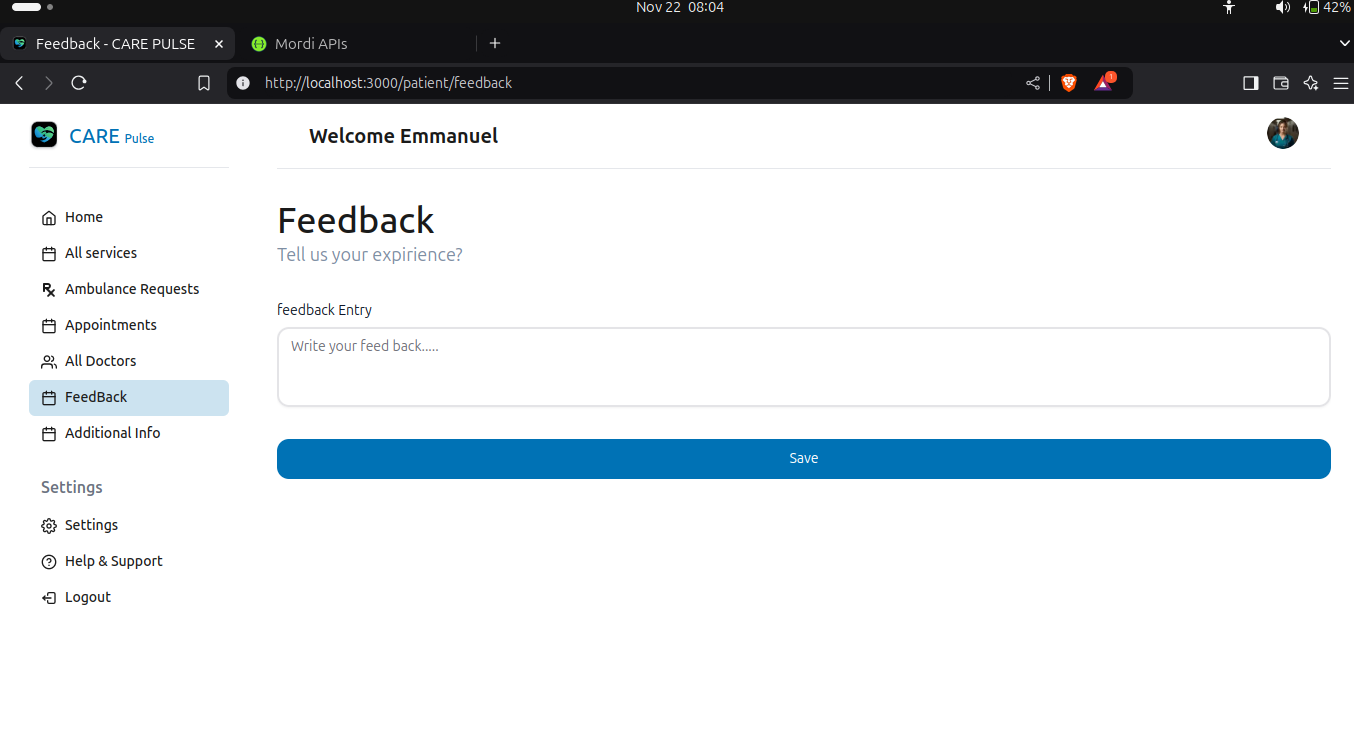 Nov 22 08:04
42%
Feedback - CARE PULSE
Mordi APIs
http://localhost:3000/patient/feedback
1
CARE Pulse
Welcome Emmanuel
Home
All services
Ambulance Requests
Appointments
All Doctors
FeedBack
Additional Info
Settings
Settings
Help & Support
Logout
Feedback
Tell us your expirience?
feedback Entry
Write your feed back.....
Save